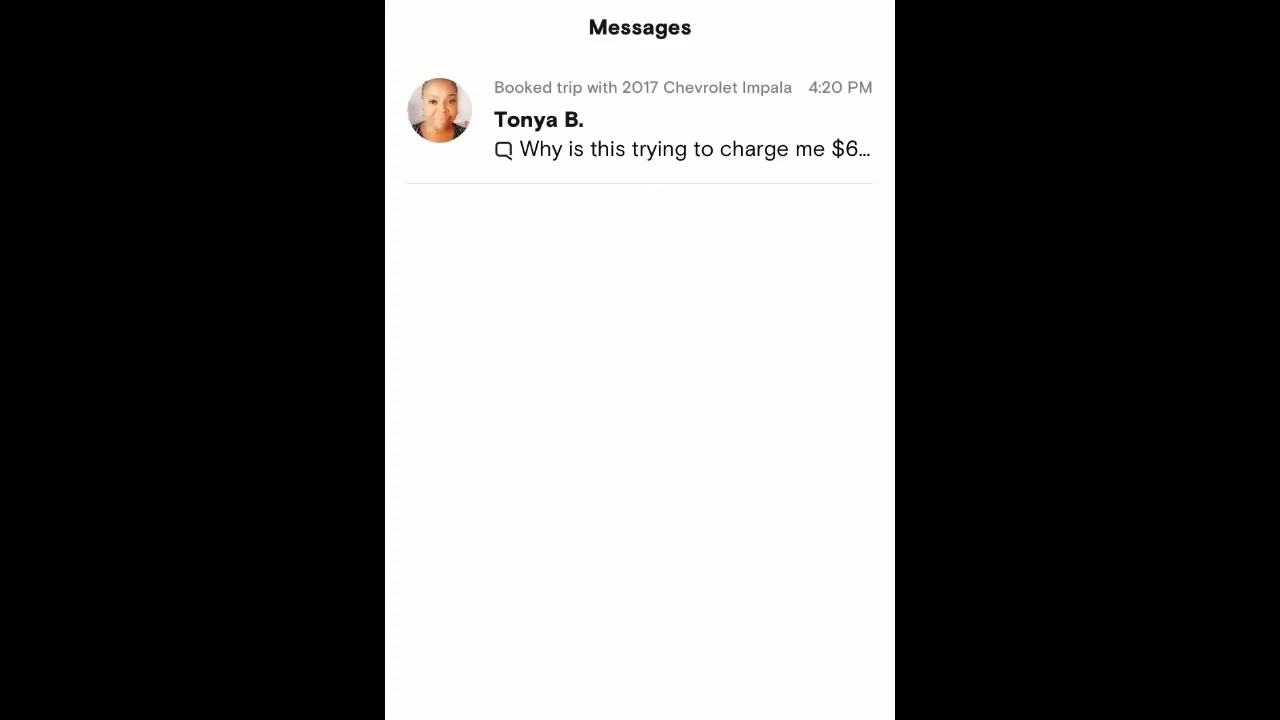 Messages
Booked trip with 2017 Chevrolet Impala 4:20 PM
Tonya B.
Why is this trying to charge me $6...